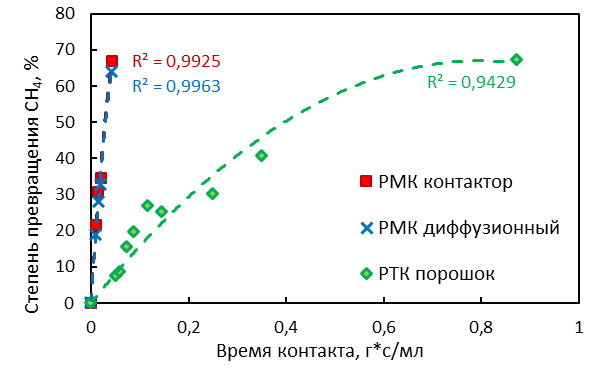 80
70
60
50
40
30
20
10
0
Степень превращения CH₄, %
R² = 0,9925
R² = 0,9963
R² = 0,9429
РМК контактор
РМК диффузионный
РТК порошок
0 0,2 0,4 0,6 0,8 1
Время контакта, г*с/мл